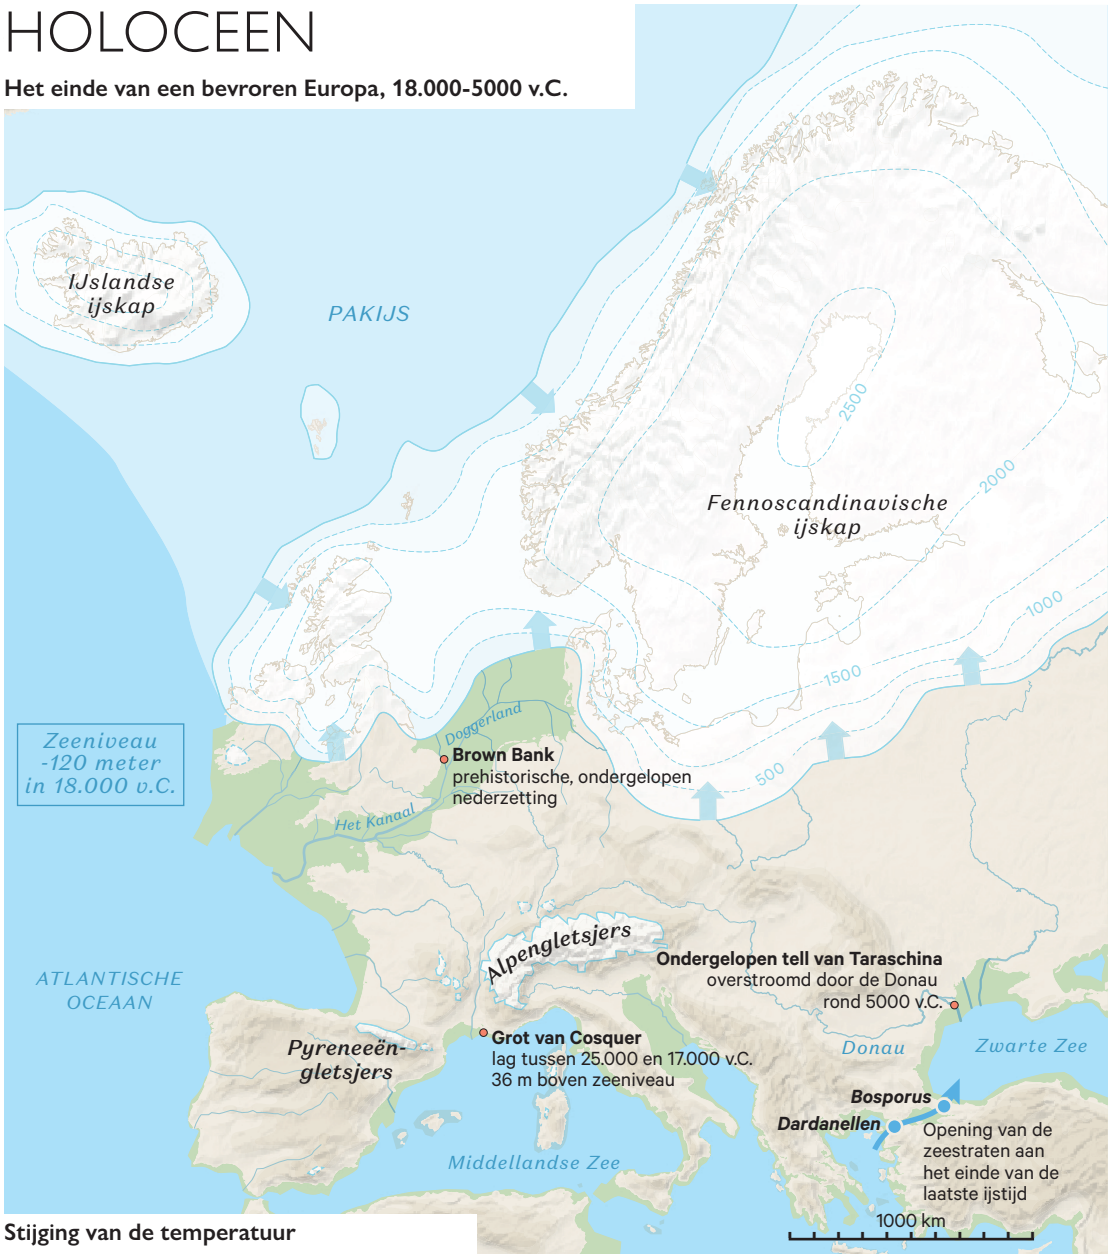 HOLOCEEN
Het einde van een bevroren Europa, 18.000-5000 v.C.
IJslandse
ijskap
PAKIJS
2500
2000
Fennoscandinavische
ijskap
1000
1500
500
Zeeniveau
-120 meter
in 18.000 v.C.
Doggerland
Brown Bank
prehistorische, ondergelopen
nederzetting
Het Kanaal
Alpengletsjers
Ondergelopen tell van Taraschina
overstroomd door de Donau
rond 5000 v.C.
ATLANTISCHE
OCEAAN
Pyreneeën-
gletsjers
Grot van Cosquer
lag tussen 25.000 en 17.000 v.C.
36 m boven zeeniveau
Donau
Zwarte Zee
Bosporus
Dardanellen
Opening van de
zeestraten aan
het einde van de
laatste ijstijd
Middellandse Zee
1000 km
Stijging van de temperatuur